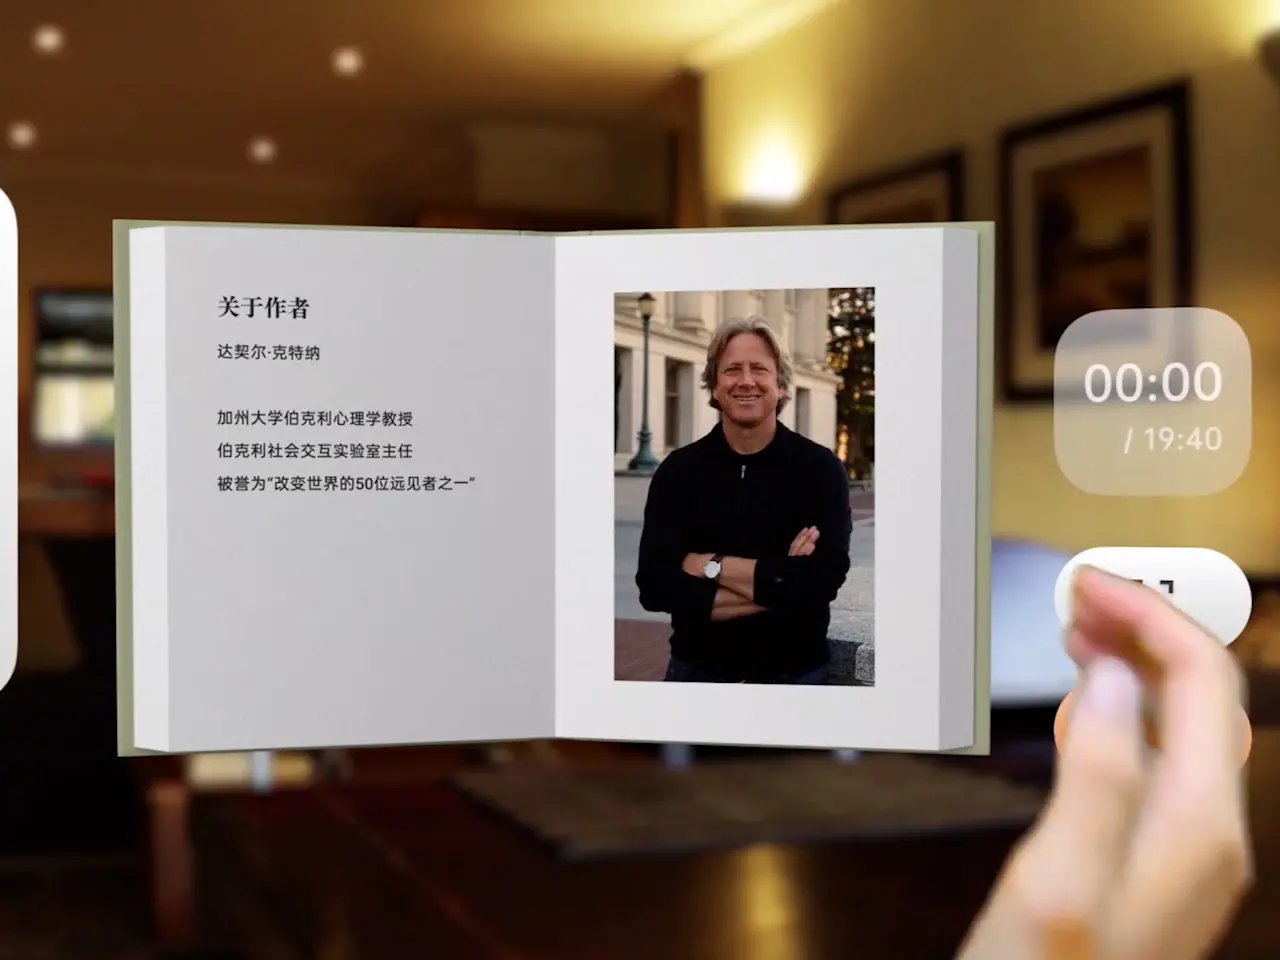 关于作者
达契尔·克特纳
加州大学伯克利心理学教授
伯克利社会交互实验室主任
被誉为“改变世界的50位远见者之一”
00:00
/ 19:40